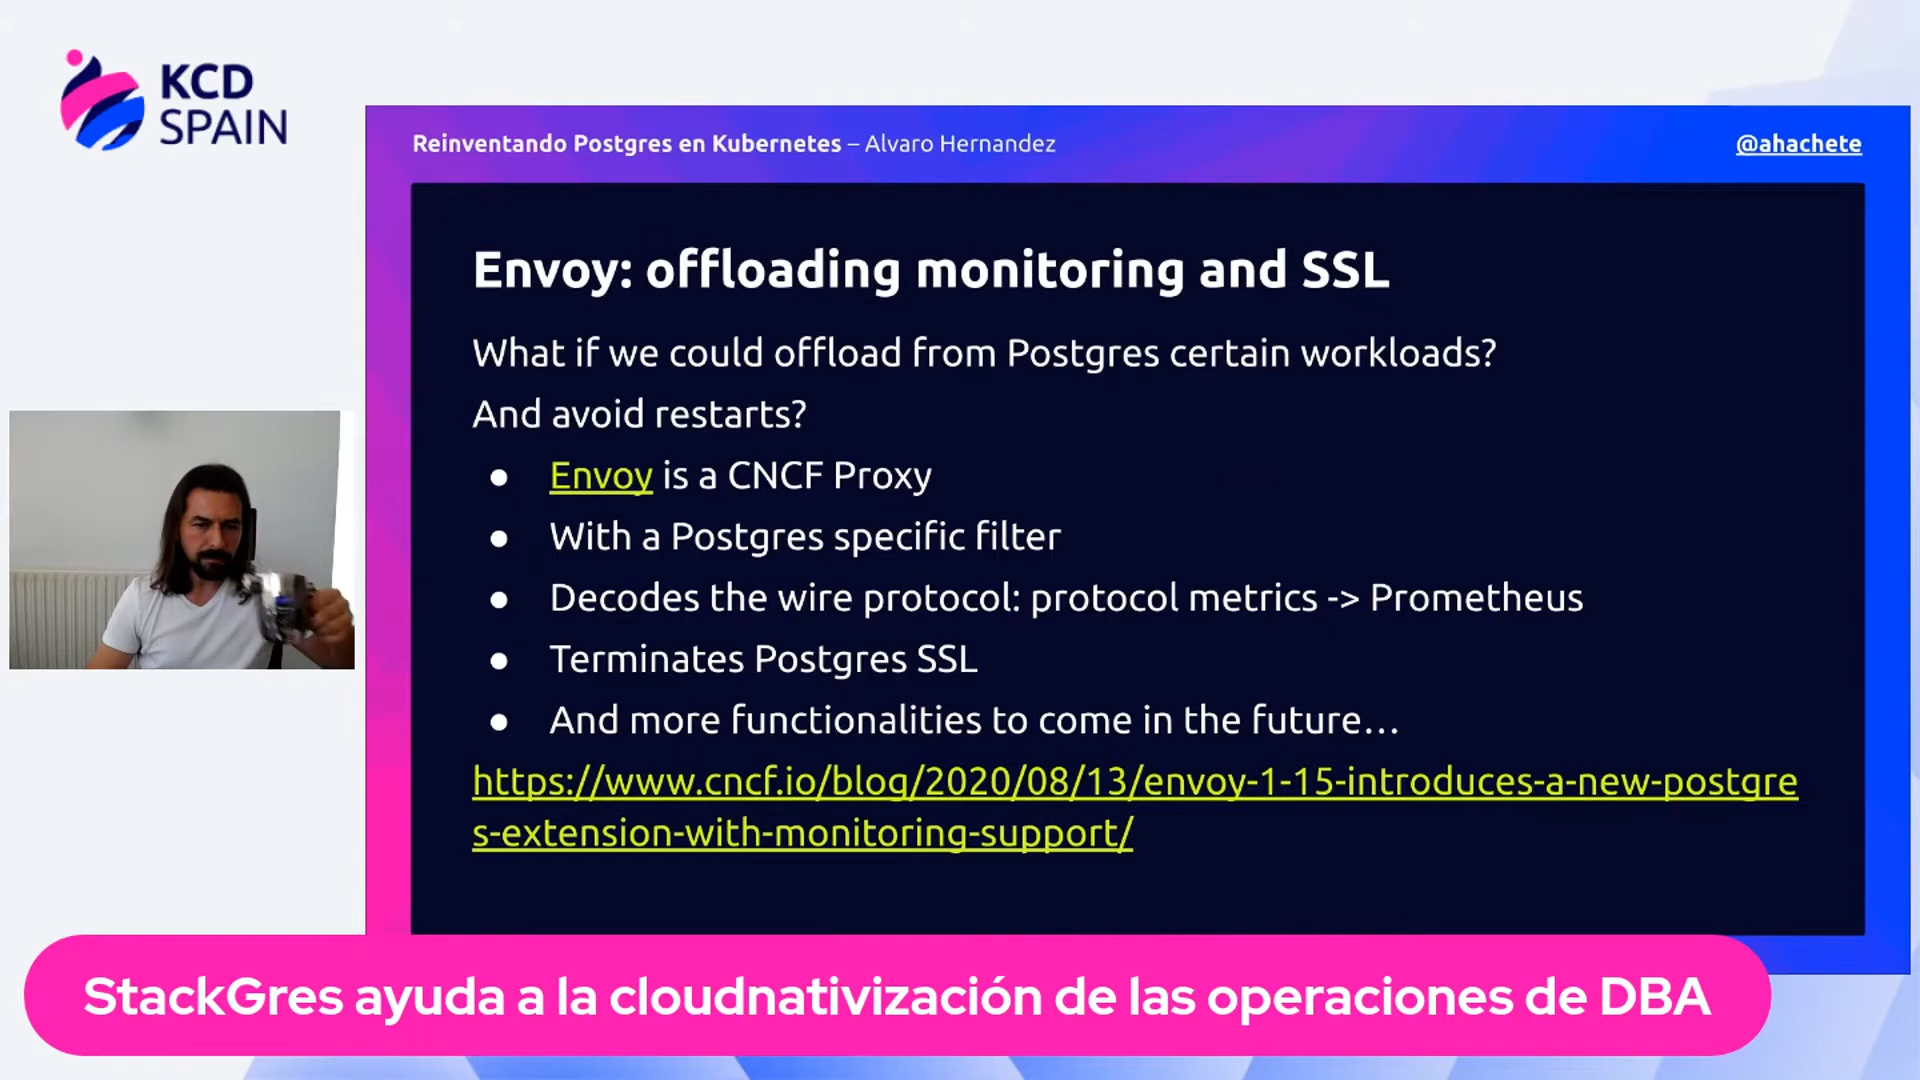 KCD
SPAIN
Reinventando Postgres en Kubernetes – Alvaro Hernandez
@ahachete
Envoy: offloading monitoring and SSL
What if we could offload from Postgres certain workloads?
And avoid restarts?
● Envoy is a CNCF Proxy
● With a Postgres specific filter
● Decodes the wire protocol: protocol metrics -> Prometheus
● Terminates Postgres SSL
● And more functionalities to come in the future…
https://www.cncf.io/blog/2020/08/13/envoy-1-15-introduces-a-new-postgre
s-extension-with-monitoring-support/
StackGres ayuda a la cloudnativización de las operaciones de DBA